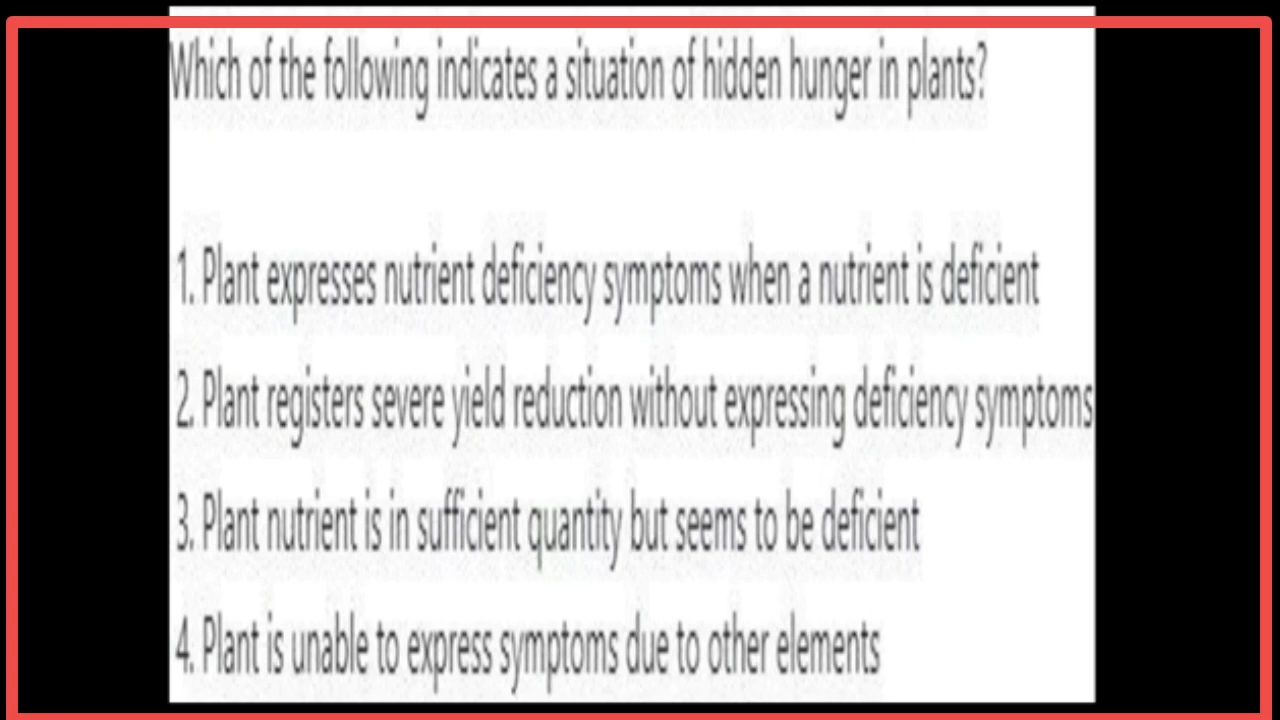 Which of the following indicates a situation of hidden hunger in plants?
1. Plant expresses nutrient deficiency symptoms when a nutrient is deficient
2. Plant registers severe yield reduction without expressing deficiency symptoms
3. Plant nutrient is in sufficient quantity but seems to be deficient
4. Plant is unable to express symptoms due to other elements